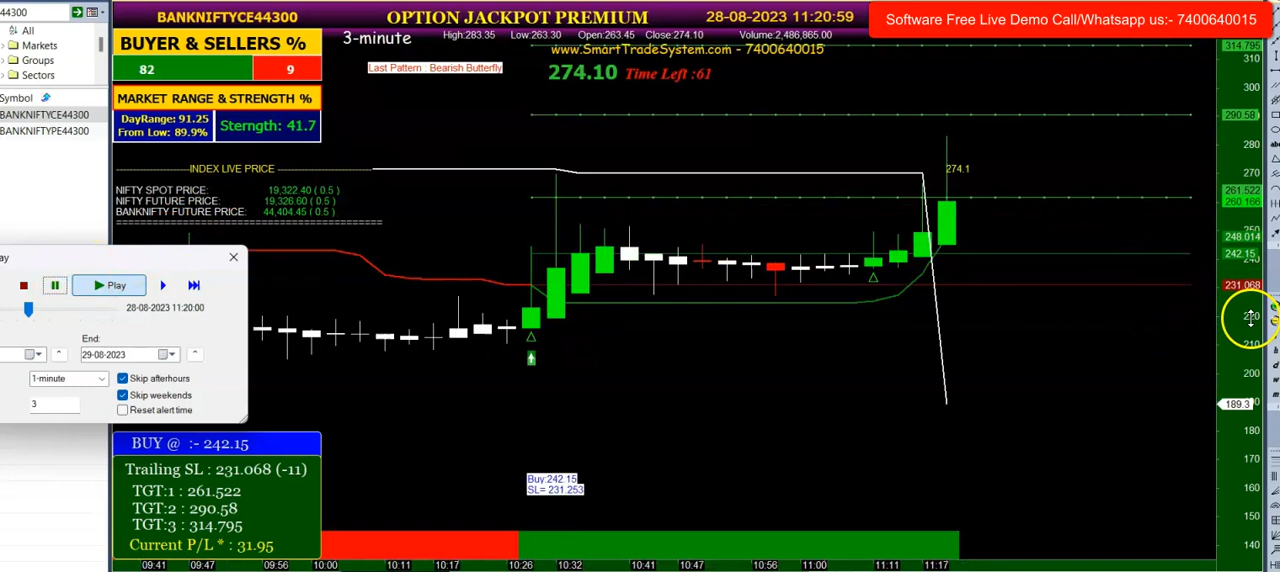 44300
All
Markets
Groups
Sectors
Symbol
BANKNIFTYCE44300
BANKNIFTYPE44300
BANKNIFTYCE44300
OPTION JACKPOT PREMIUM
28-08-2023 11:20:59
Software Free Live Demo Call/Whatsapp us:- 7400640015
3-minute
High:283.35
Low:263.30
Open:263.45
Close:274.10
Volume:2,486,865.00
www.SmartTradeSystem.com - 7400640015
BUYER & SELLERS %
82
9
Last Pattern : Bearish Butterfly
274.10
Time Left :61
MARKET RANGE & STRENGTH %
DayRange: 91.25
From Low: 89.9%
Sterngth: 41.7
INDEX LIVE PRICE
NIFTY SPOT PRICE: 19,322.40 ( 0.5 )
NIFTY FUTURE PRICE: 19,326.60 ( 0.5 )
BANKNIFTY FUTURE PRICE: 44,404.45 ( 0.5 )
274.1
ay
Play
28-08-2023 11:20:00
End:
29-08-2023
1-minute
Skip afterhours
Skip weekends
3
Reset alert time
BUY @ :- 242.15
Trailing SL : 231.068 (-11)
TGT:1 : 261.522
TGT:2 : 290.58
TGT:3 : 314.795
Current P/L * : 31.95
Buy:242.15
SL= 231.253
314.795
310
300
290.58
280
270
261.522
260.166
248.014
242.15
231.068
210
200
189.3
180
170
160
150
140
09:41
09:47
09:56
10:00
10:11
10:17
10:26
10:32
10:41
10:47
10:56
11:00
11:11
11:17